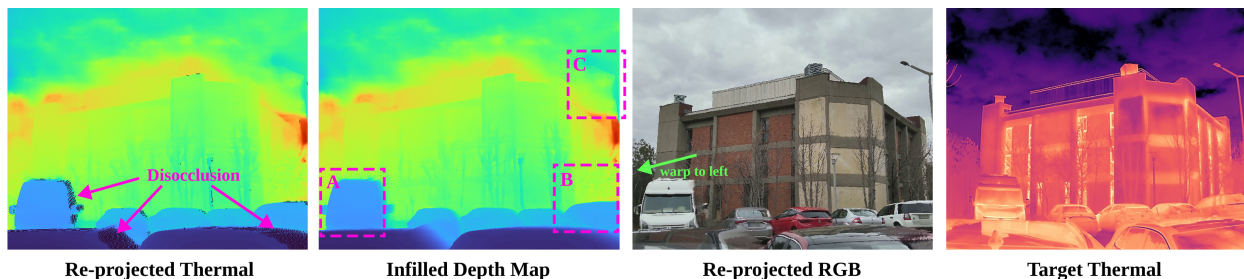 C
Disocclusion
A
B
warp to left
Re-projected Thermal
Infilled Depth Map
Re-projected RGB
Target Thermal